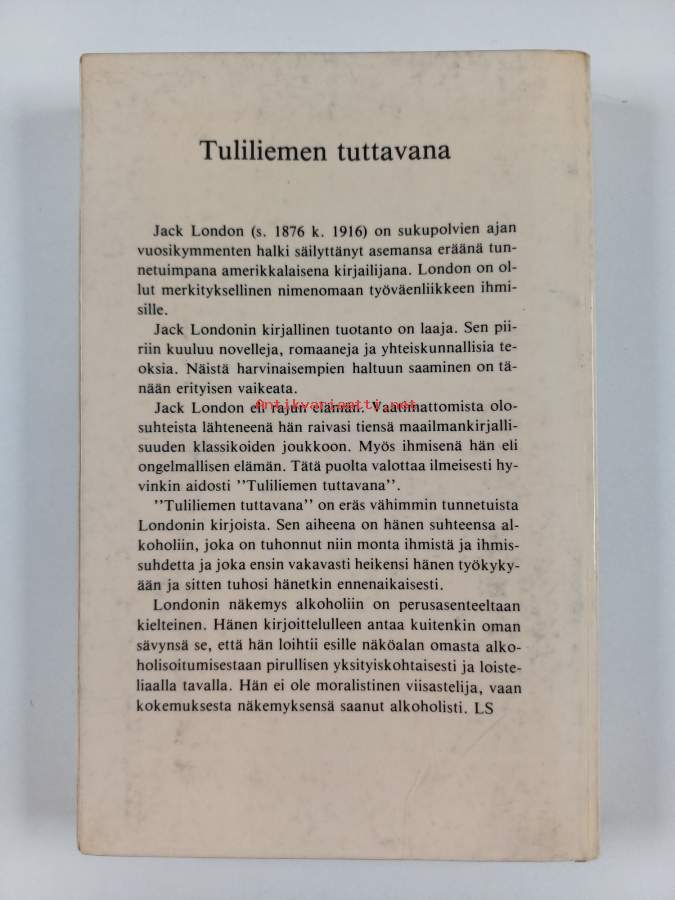 Tuliliemen tuttavana
Jack London (s. 1876 k. 1916) on sukupolvien ajan
vuosikymmenten halki säilyttänyt asemansa eräänä tun-
netuimpana amerikkalaisena kirjailijana. London on ol-
lut merkityksellinen nimenomaan työväenliikkeen ihmi-
sille.
Jack Londonin kirjallinen tuotanto on laaja. Sen pii-
riin kuuluu novelleja, romaaneja ja yhteiskunnallisia te-
oksia. Näistä harvinaisempien haltuun saaminen on tä-
nään erityisen vaikeata.
Antikvariaatti.net
Jack London eli rajun elämän. Vaatimattomista olo-
suhteista lähteneenä hän raivasi tiensä maailmankirjalli-
suuden klassikoiden joukkoon. Myös ihmisenä hän eli
ongelmallisen elämän. Tätä puolta valottaa ilmeisesti hy-
vinkin aidosti ''Tuliliemen tuttavana''.
''Tuliliemen tuttavana'' on eräs vähimmin tunnetuista
Londonin kirjoista. Sen aiheena on hänen suhteensa al-
koholiin, joka on tuhonnut niin monta ihmistä ja ihmis-
suhdetta ja joka ensin vakavasti heikensi hänen työkyky-
ään ja sitten tuhosi hänetkin ennenaikaisesti.
Londonin näkemys alkoholiin on perusasenteeltaan
kielteinen. Hänen kirjoittelulleen antaa kuitenkin oman
sävynsä se, että hän loihtii esille näköalan omasta alko-
holisoitumisestaan pirullisen yksityiskohtaisesti ja loiste-
liaalla tavalla. Hän ei ole moralistinen viisastelija, vaan
kokemuksesta näkemyksensä saanut alkoholisti. LS